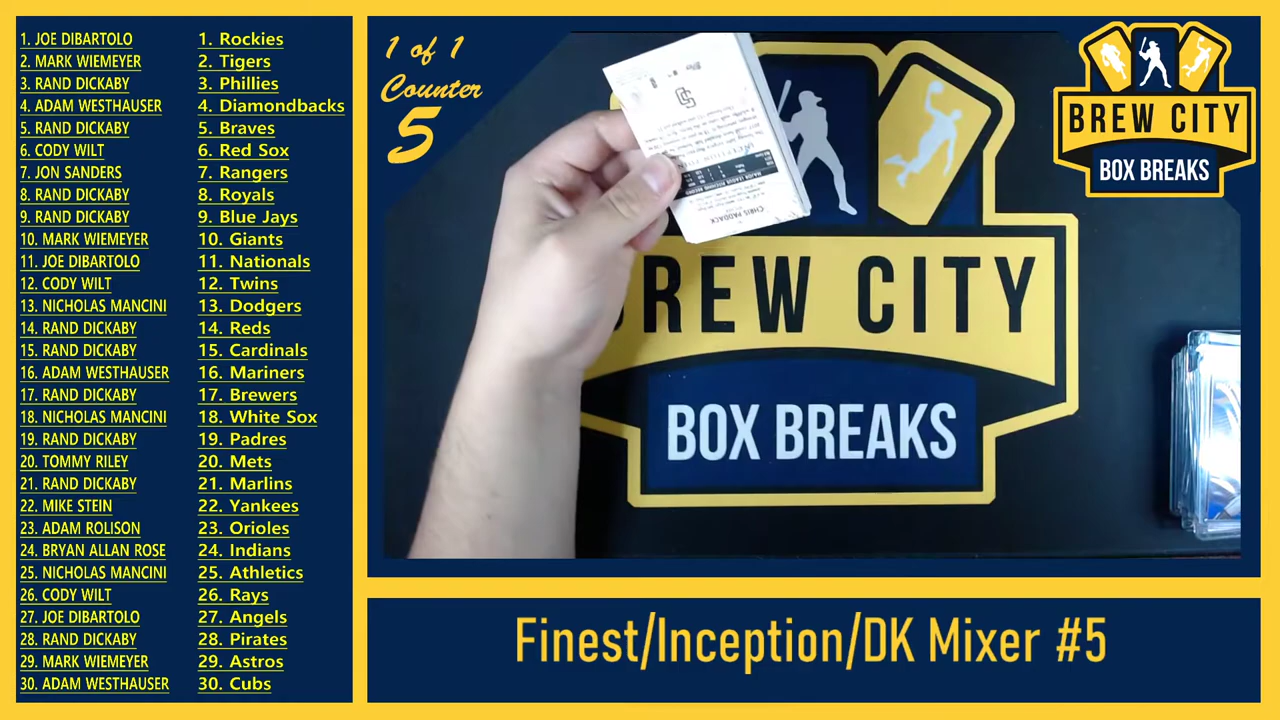 1. JOE DIBARTOLO
2. MARK WIEMEYER
3. RAND DICKABY
4. ADAM WESTHAUSER
5. RAND DICKABY
6. CODY WILT
7. JON SANDERS
8. RAND DICKABY
9. RAND DICKABY
10. MARK WIEMEYER
11. JOE DIBARTOLO
12. CODY WILT
13. NICHOLAS MANCINI
14. RAND DICKABY
15. RAND DICKABY
16. ADAM WESTHAUSER
17. RAND DICKABY
18. NICHOLAS MANCINI
19. RAND DICKABY
20. TOMMY RILEY
21. RAND DICKABY
22. MIKE STEIN
23. ADAM ROLISON
24. BRYAN ALLAN ROSE
25. NICHOLAS MANCINI
26. CODY WILT
27. JOE DIBARTOLO
28. RAND DICKABY
29. MARK WIEMEYER
30. ADAM WESTHAUSER
1. Rockies
2. Tigers
3. Phillies
4. Diamondbacks
5. Braves
6. Red Sox
7. Rangers
8. Royals
9. Blue Jays
10. Giants
11. Nationals
12. Twins
13. Dodgers
14. Reds
15. Cardinals
16. Mariners
17. Brewers
18. White Sox
19. Padres
20. Mets
21. Marlins
22. Yankees
23. Orioles
24. Indians
25. Athletics
26. Rays
27. Angels
28. Pirates
29. Astros
30. Cubs
1 of 1
Counter
5
CHRIS PADDACK
MAJOR LEAGUE PITCHING RECORD
BREW CITY
BOX BREAKS
BREW CITY
BOX BREAKS
Finest/Inception/DK Mixer #5